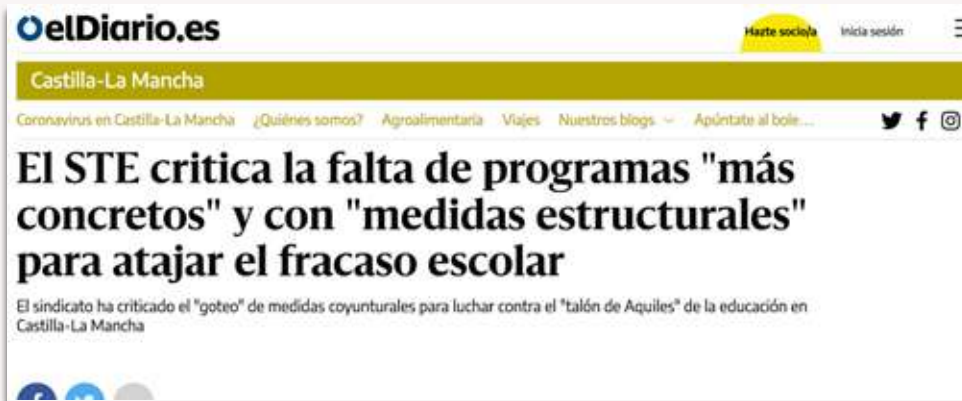 elDiario.es
Hazte socio/a
Inicia sesión
Castilla-La Mancha
Coronavirus en Castilla-La Mancha ¿Quiénes somos? Agroalimentaria Viajes Nuestros blogs Apúntate al bole...
El STE critica la falta de programas "más
concretos" y con "medidas estructurales"
para atajar el fracaso escolar
El sindicato ha criticado el "goteo" de medidas coyunturales para luchar contra el "talón de Aquiles" de la educación en
Castilla-La Mancha